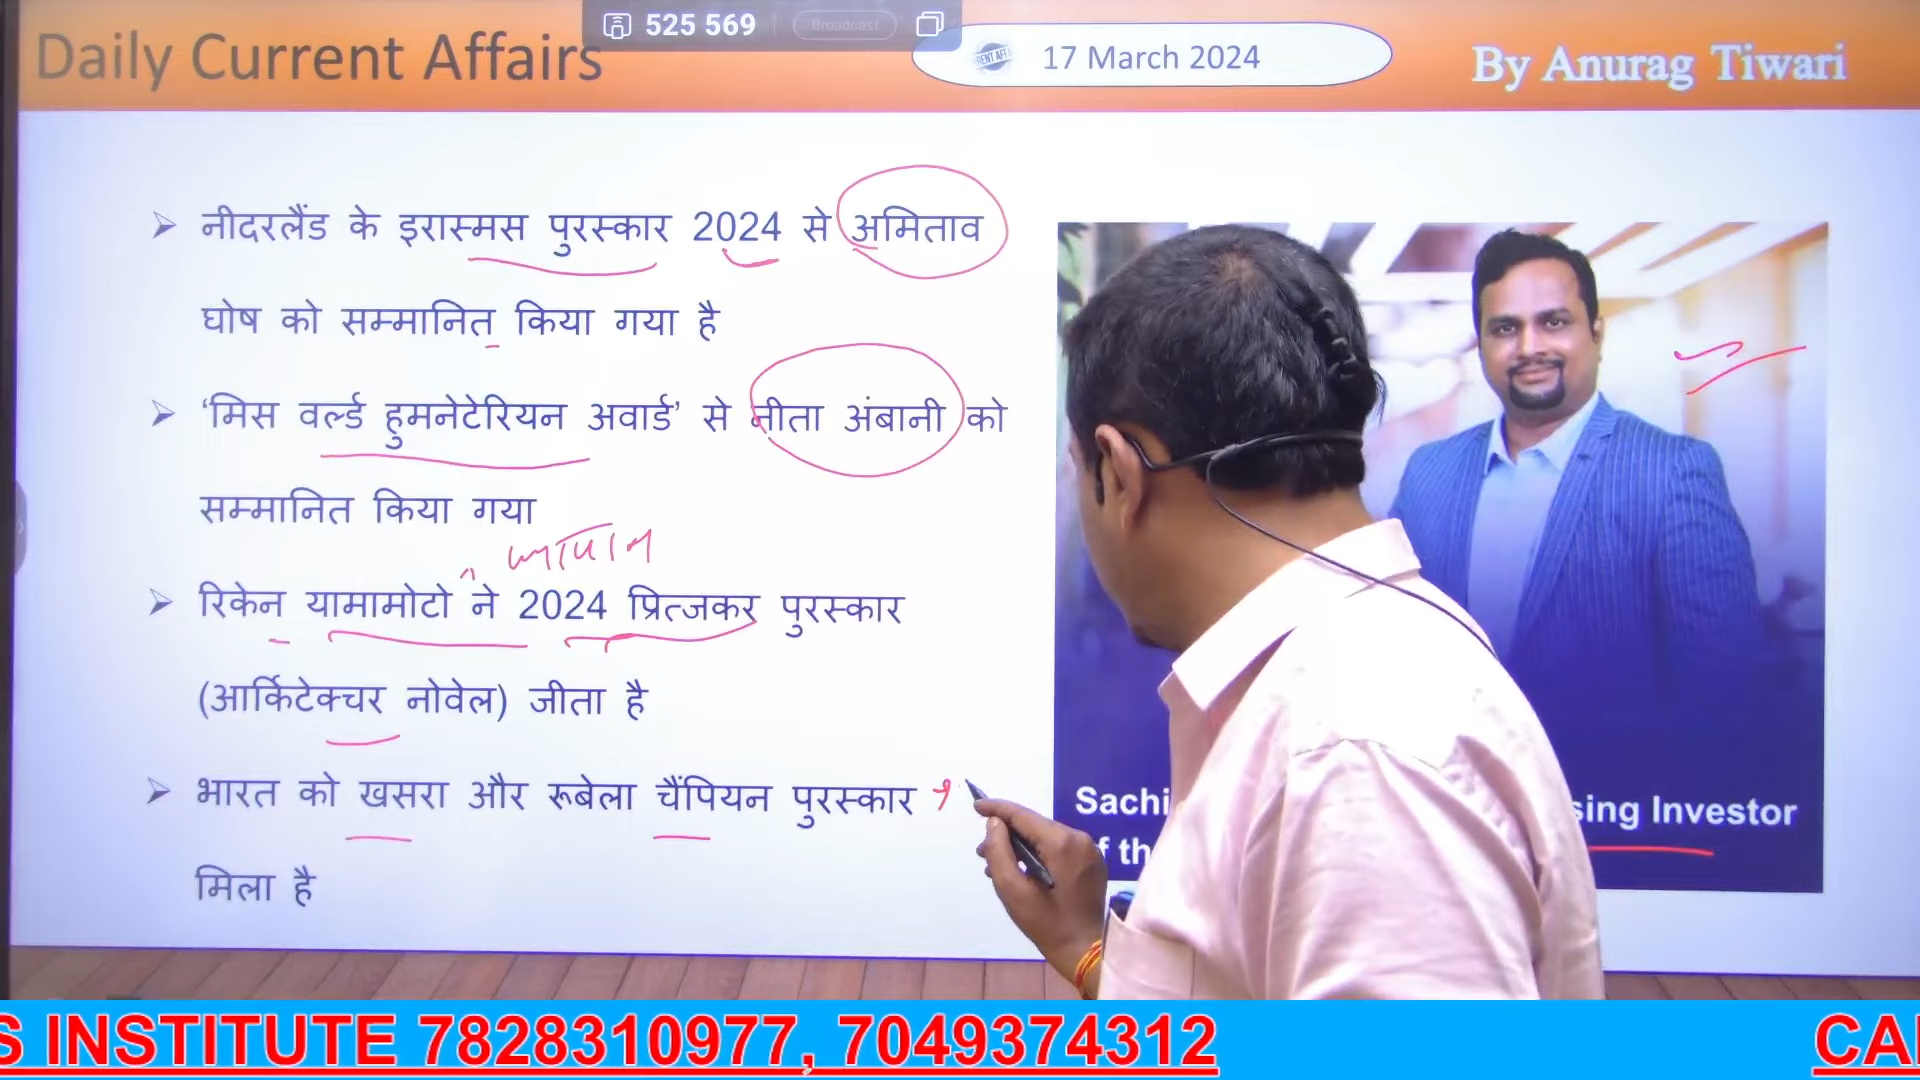 525 569
Broadcast
Daily Current Affairs
17 March 2024
By Anurag Tiwari
➢ नीदरलैंड के इरास्मस पुरस्कार 2024 से अमिताव
घोष को सम्मानित किया गया है
➢ ‘मिस वर्ल्ड हुमनेटेरियन अवार्ड’ से नीता अंबानी को
सम्मानित किया गया
जापान
➢ रिकेन यामामोटो ने 2024 प्रित्जकर पुरस्कार
(आर्किटेक्चर नोवेल) जीता है
➢ भारत को खसरा और रूबेला चैंपियन पुरस्कार
मिला है
Sachi sing Investor
f th
S INSTITUTE 7828310977, 7049374312 CA